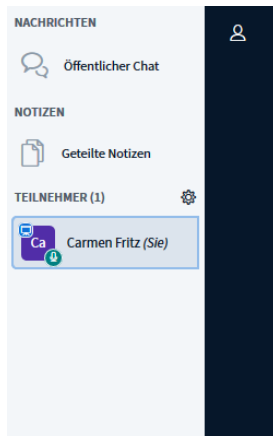 NACHRICHTEN
Öffentlicher Chat
NOTIZEN
Geteilte Notizen
TEILNEHMER (1)
Ca Carmen Fritz (Sie)